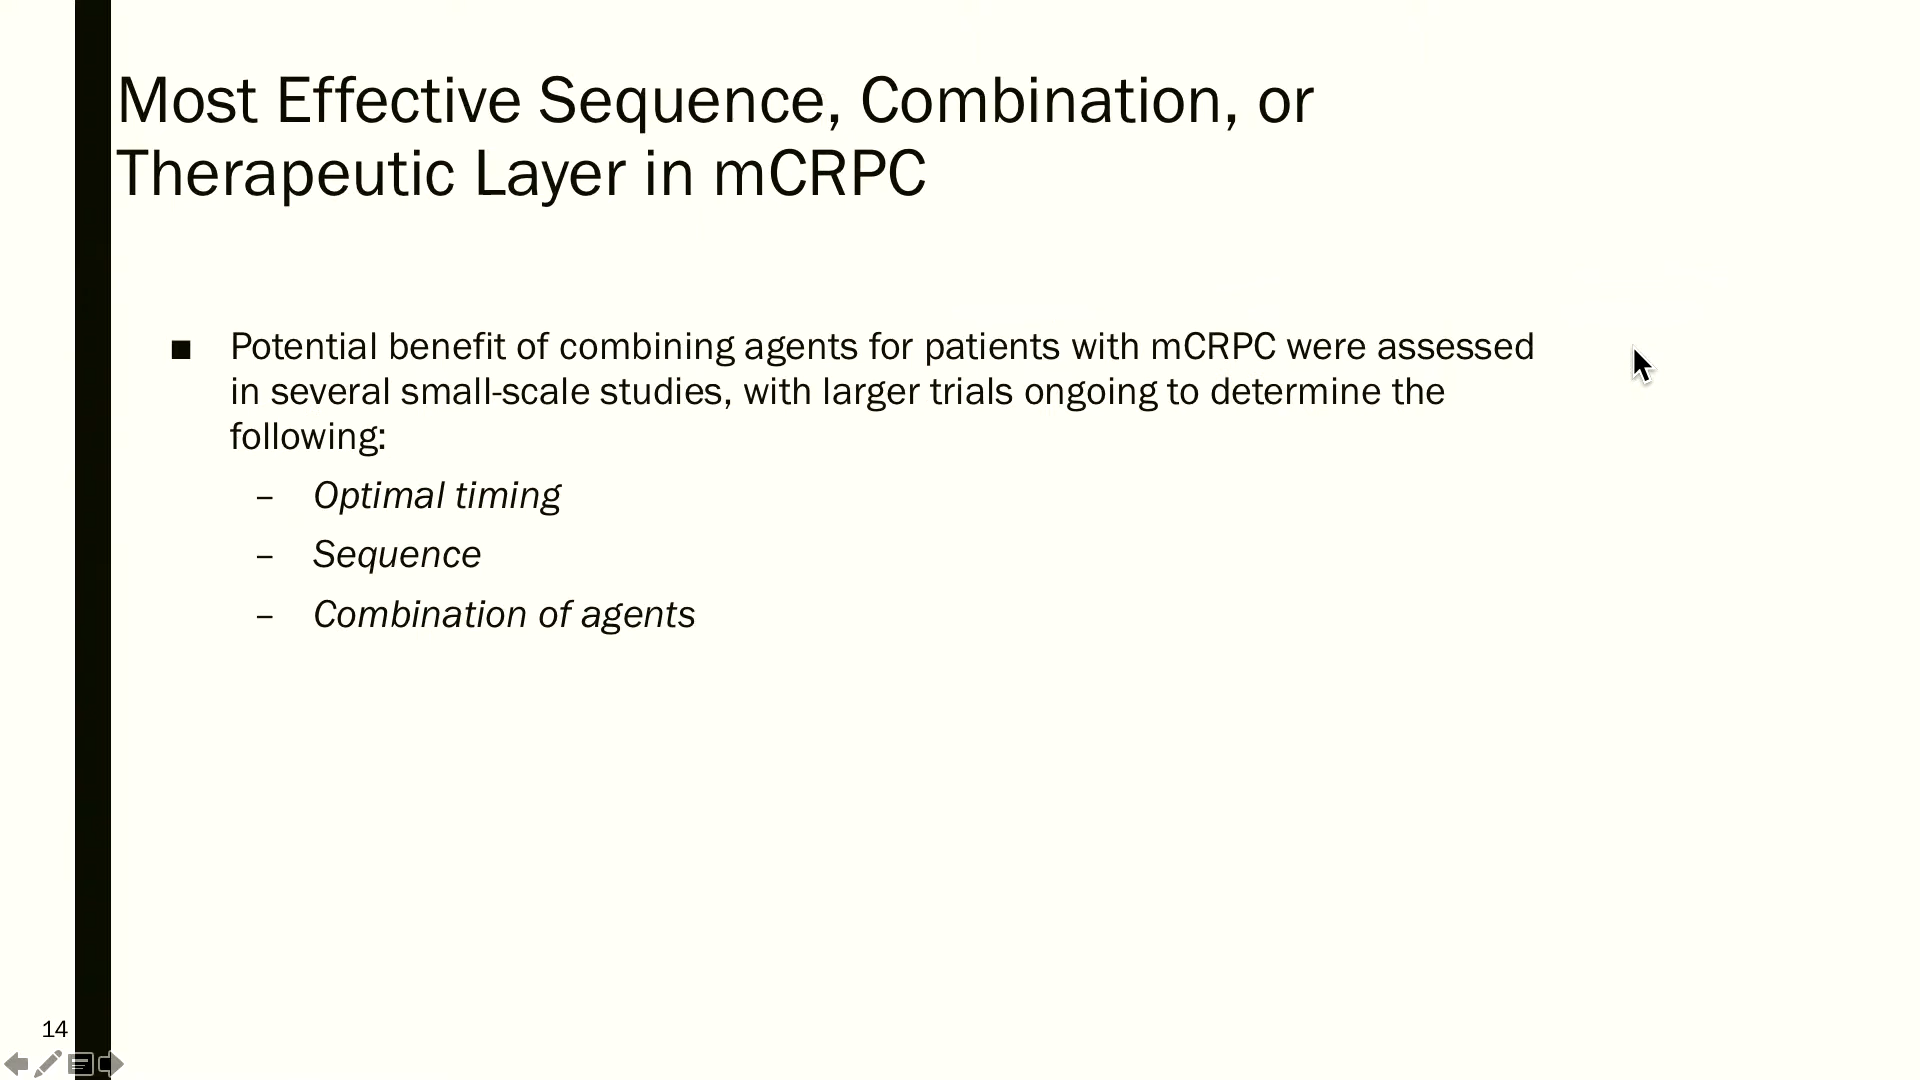 Most Effective Sequence, Combination, or
Therapeutic Layer in mCRPC
■ Potential benefit of combining agents for patients with mCRPC were assessed
in several small-scale studies, with larger trials ongoing to determine the
following:
– Optimal timing
– Sequence
– Combination of agents
14